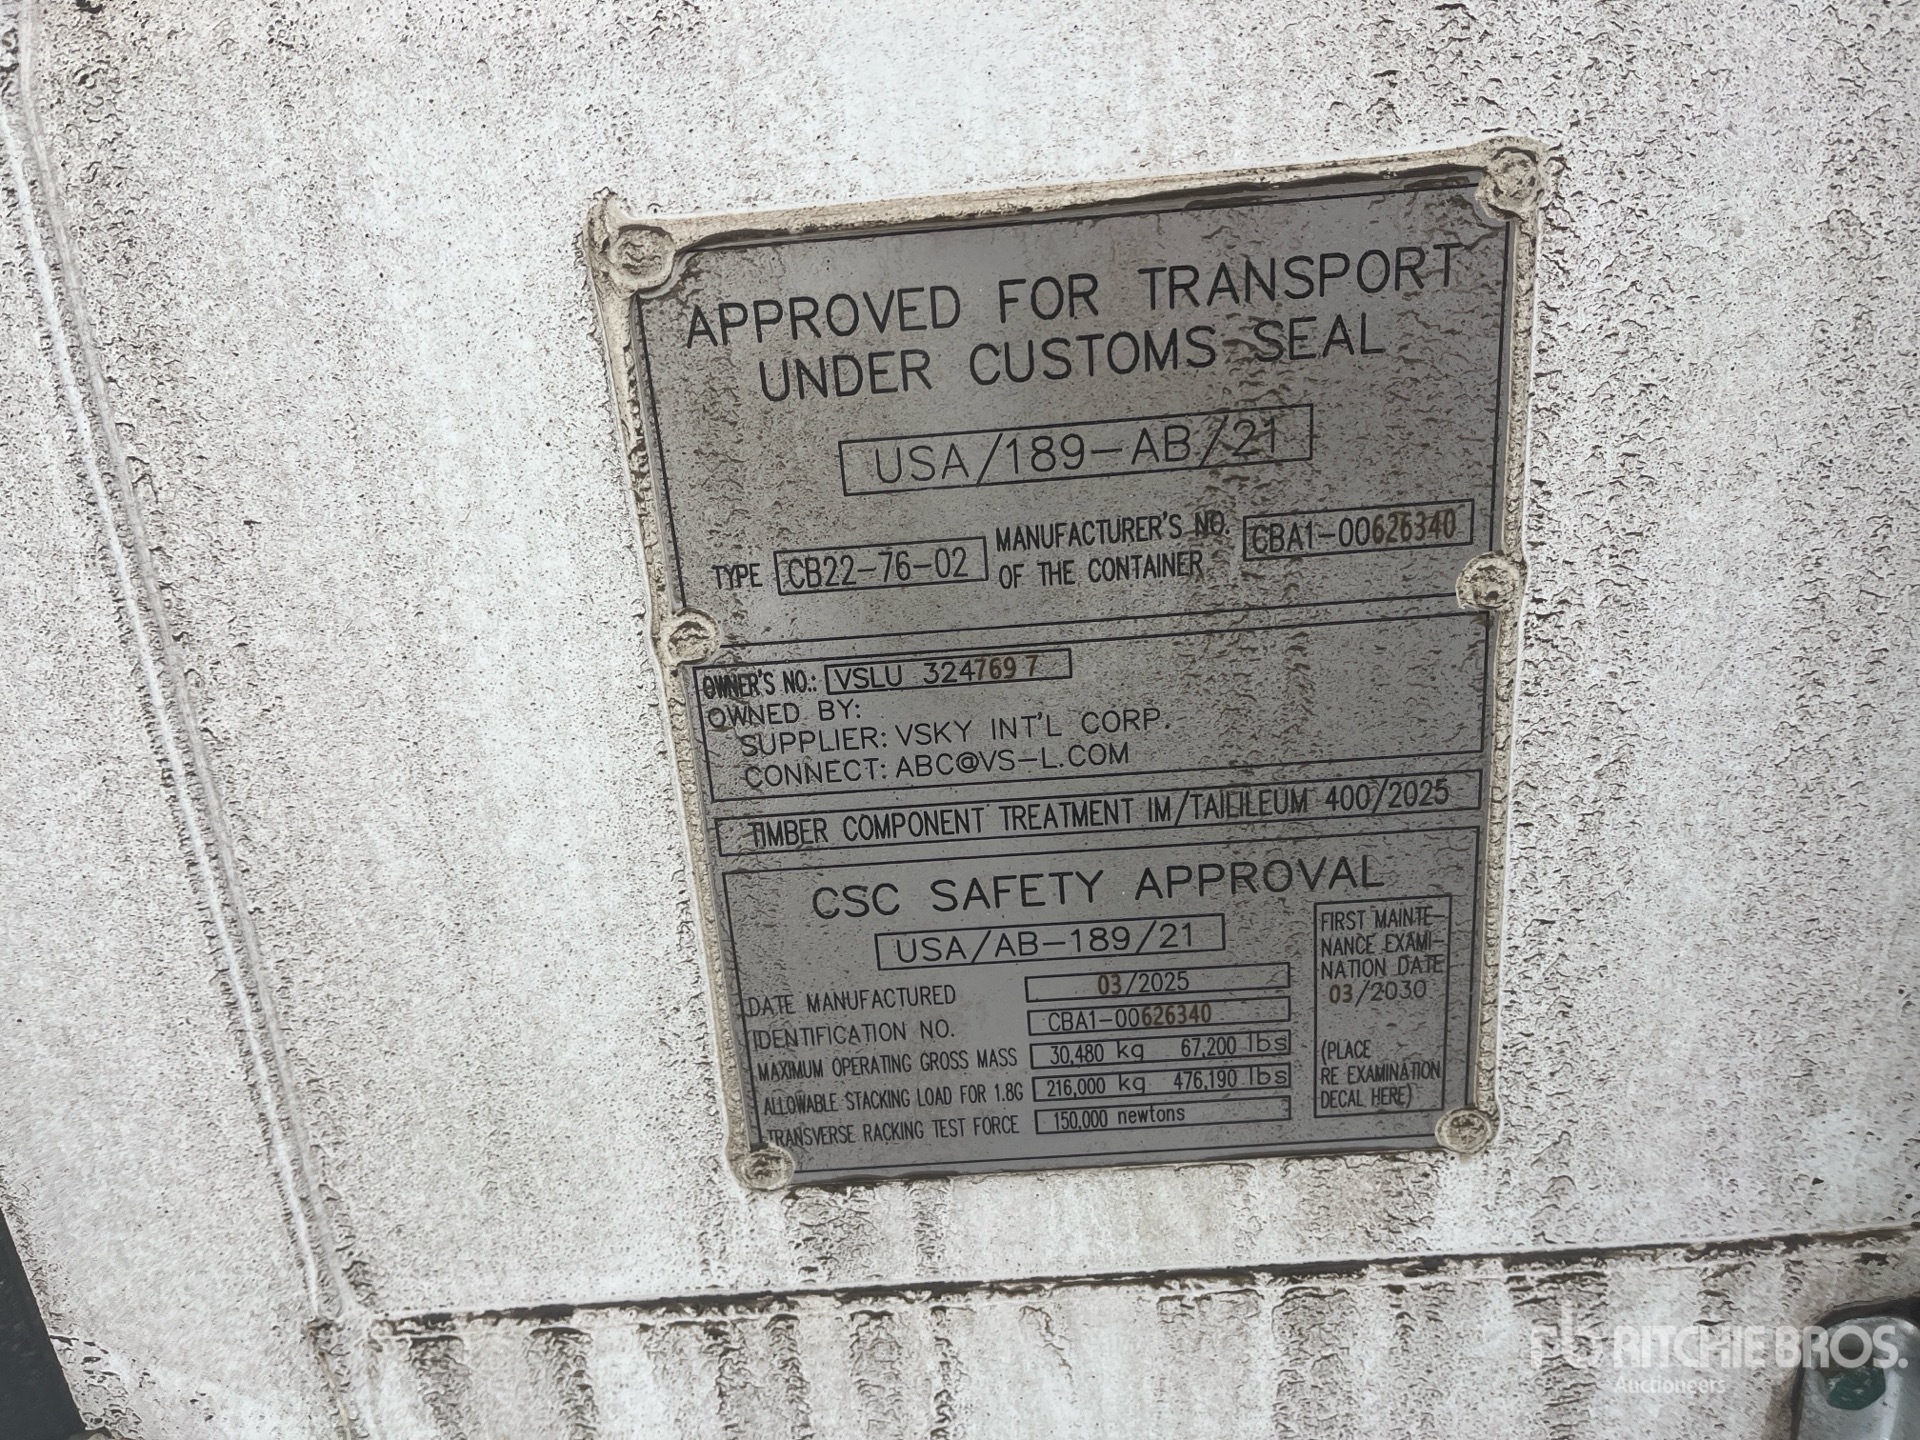 APPROVED FOR TRANSPORT
UNDER CUSTOMS SEAL
USA/189-AB/21
TYPE CB22-76-02 MANUFACTURER'S NO. OF THE CONTAINER CBA1-00626340
OWNER'S NO.: VSLU 324769 7
OWNED BY:
SUPPLIER: VSKY INT'L CORP.
CONNECT: ABC@VS-L.COM
TIMBER COMPONENT TREATMENT IM/TAILILEUM 400/2025
CSC SAFETY APPROVAL
USA/AB-189/21
DATE MANUFACTURED 03/2025
IDENTIFICATION NO. CBA1-00626340
MAXIMUM OPERATING GROSS MASS 30,480 kg 67,200 lbs
ALLOWABLE STACKING LOAD FOR 1.8G 216,000 kg 476,190 lbs
TRANSVERSE RACKING TEST FORCE 150,000 newtons
FIRST MAINTE-
NANCE EXAMI-
NATION DATE
03/2030
(PLACE
RE EXAMINATION
DECAL HERE)
rb RITCHIE BROS.
Auctioneers